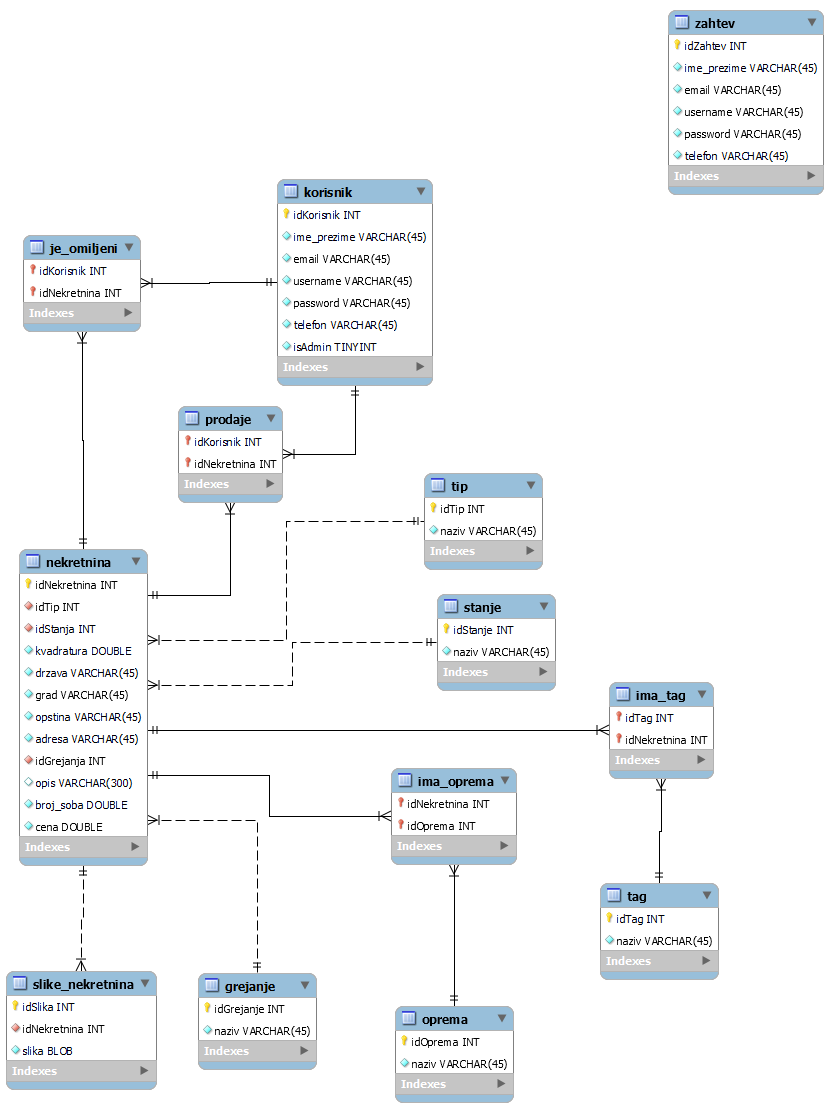 zahtev
idZahtev INT
ime_prezime VARCHAR(45)
email VARCHAR(45)
username VARCHAR(45)
password VARCHAR(45)
telefon VARCHAR(45)
Indexes
korisnik
idKorisnik INT
ime_prezime VARCHAR(45)
email VARCHAR(45)
username VARCHAR(45)
password VARCHAR(45)
telefon VARCHAR(45)
isAdmin TINYINT
Indexes
je_omiljeni
idKorisnik INT
idNekretnina INT
Indexes
prodaje
idKorisnik INT
idNekretnina INT
Indexes
tip
idTip INT
naziv VARCHAR(45)
Indexes
nekretnina
idNekretnina INT
idTip INT
idStanja INT
kvadratura DOUBLE
drzava VARCHAR(45)
grad VARCHAR(45)
opstina VARCHAR(45)
adresa VARCHAR(45)
idGrejanja INT
opis VARCHAR(300)
broj_soba DOUBLE
cena DOUBLE
Indexes
stanje
idStanje INT
naziv VARCHAR(45)
Indexes
ima_tag
idTag INT
idNekretnina INT
Indexes
ima_oprema
idNekretnina INT
idOprema INT
Indexes
tag
idTag INT
naziv VARCHAR(45)
Indexes
slike_nekretnina
idSlika INT
idNekretnina INT
slika BLOB
Indexes
grejanje
idGrejanje INT
naziv VARCHAR(45)
Indexes
oprema
idOprema INT
naziv VARCHAR(45)
Indexes